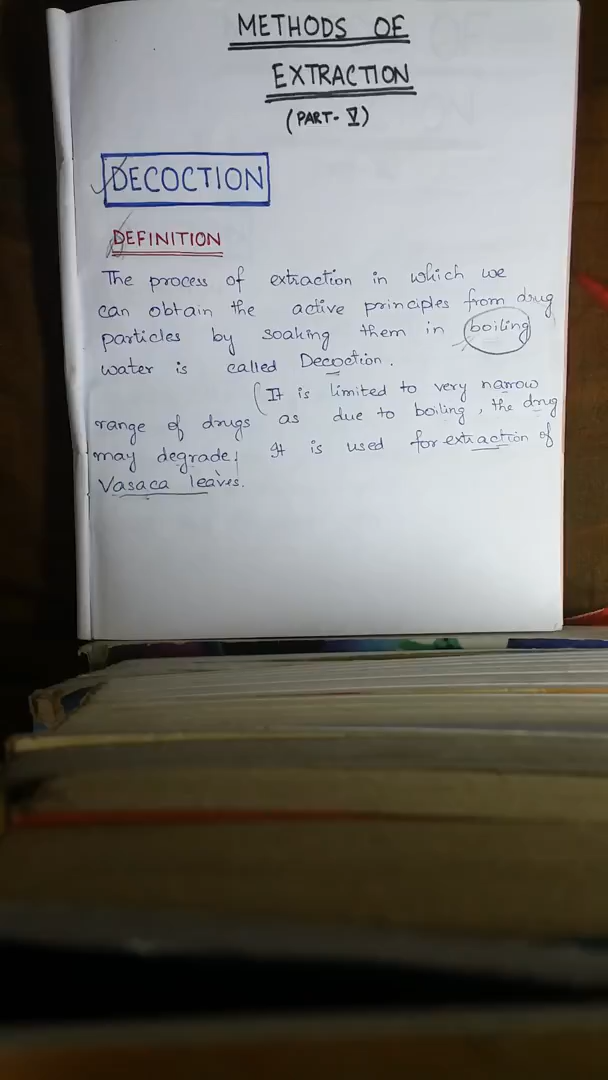 METHODS OF
EXTRACTION
(PART-V)
DECOCTION
DEFINITION
The process of extraction in which we
can obtain the active principles from drug
particles by soaking them in boiling
water is called Decoction.
(It is limited to very narrow
range of drugs as due to boiling, the drug
may degrade; It is used for extraction of
Vasaca leaves.